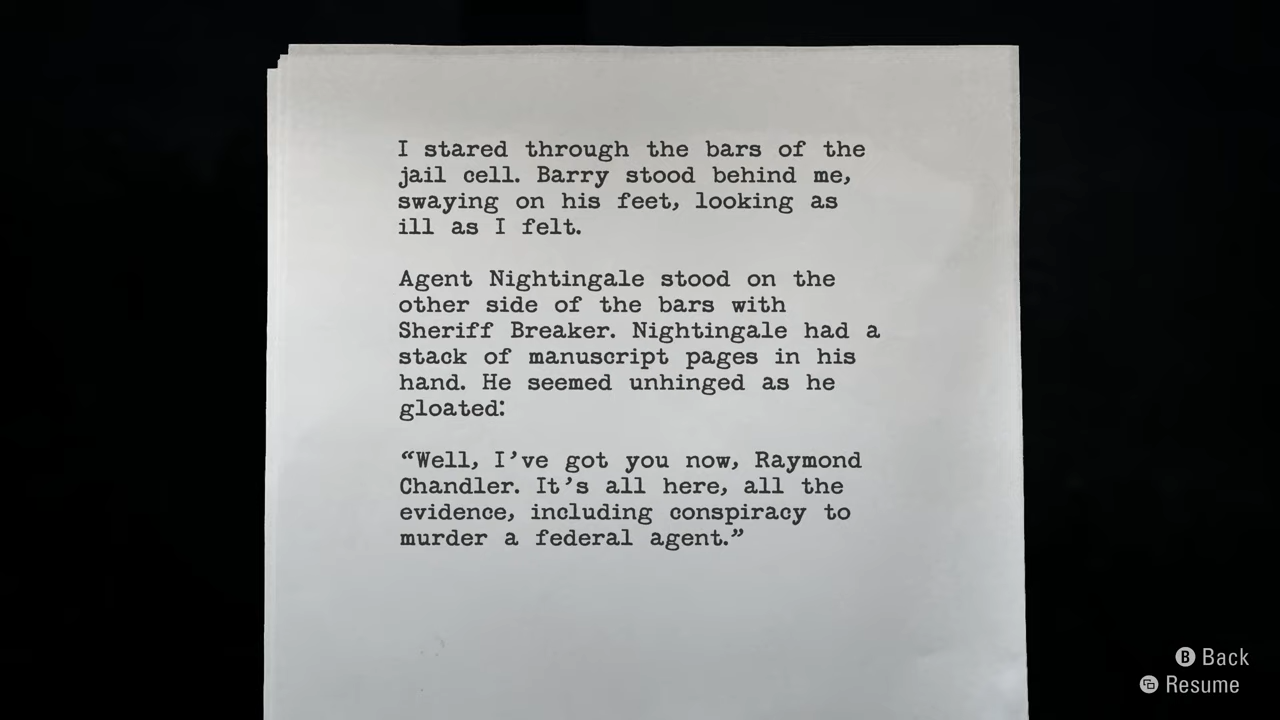 I stared through the bars of the
jail cell. Barry stood behind me,
swaying on his feet, looking as
ill as I felt.
Agent Nightingale stood on the
other side of the bars with
Sheriff Breaker. Nightingale had a
stack of manuscript pages in his
hand. He seemed unhinged as he
gloated:
“Well, I’ve got you now, Raymond
Chandler. It’s all here, all the
evidence, including conspiracy to
murder a federal agent.”
B Back
Resume